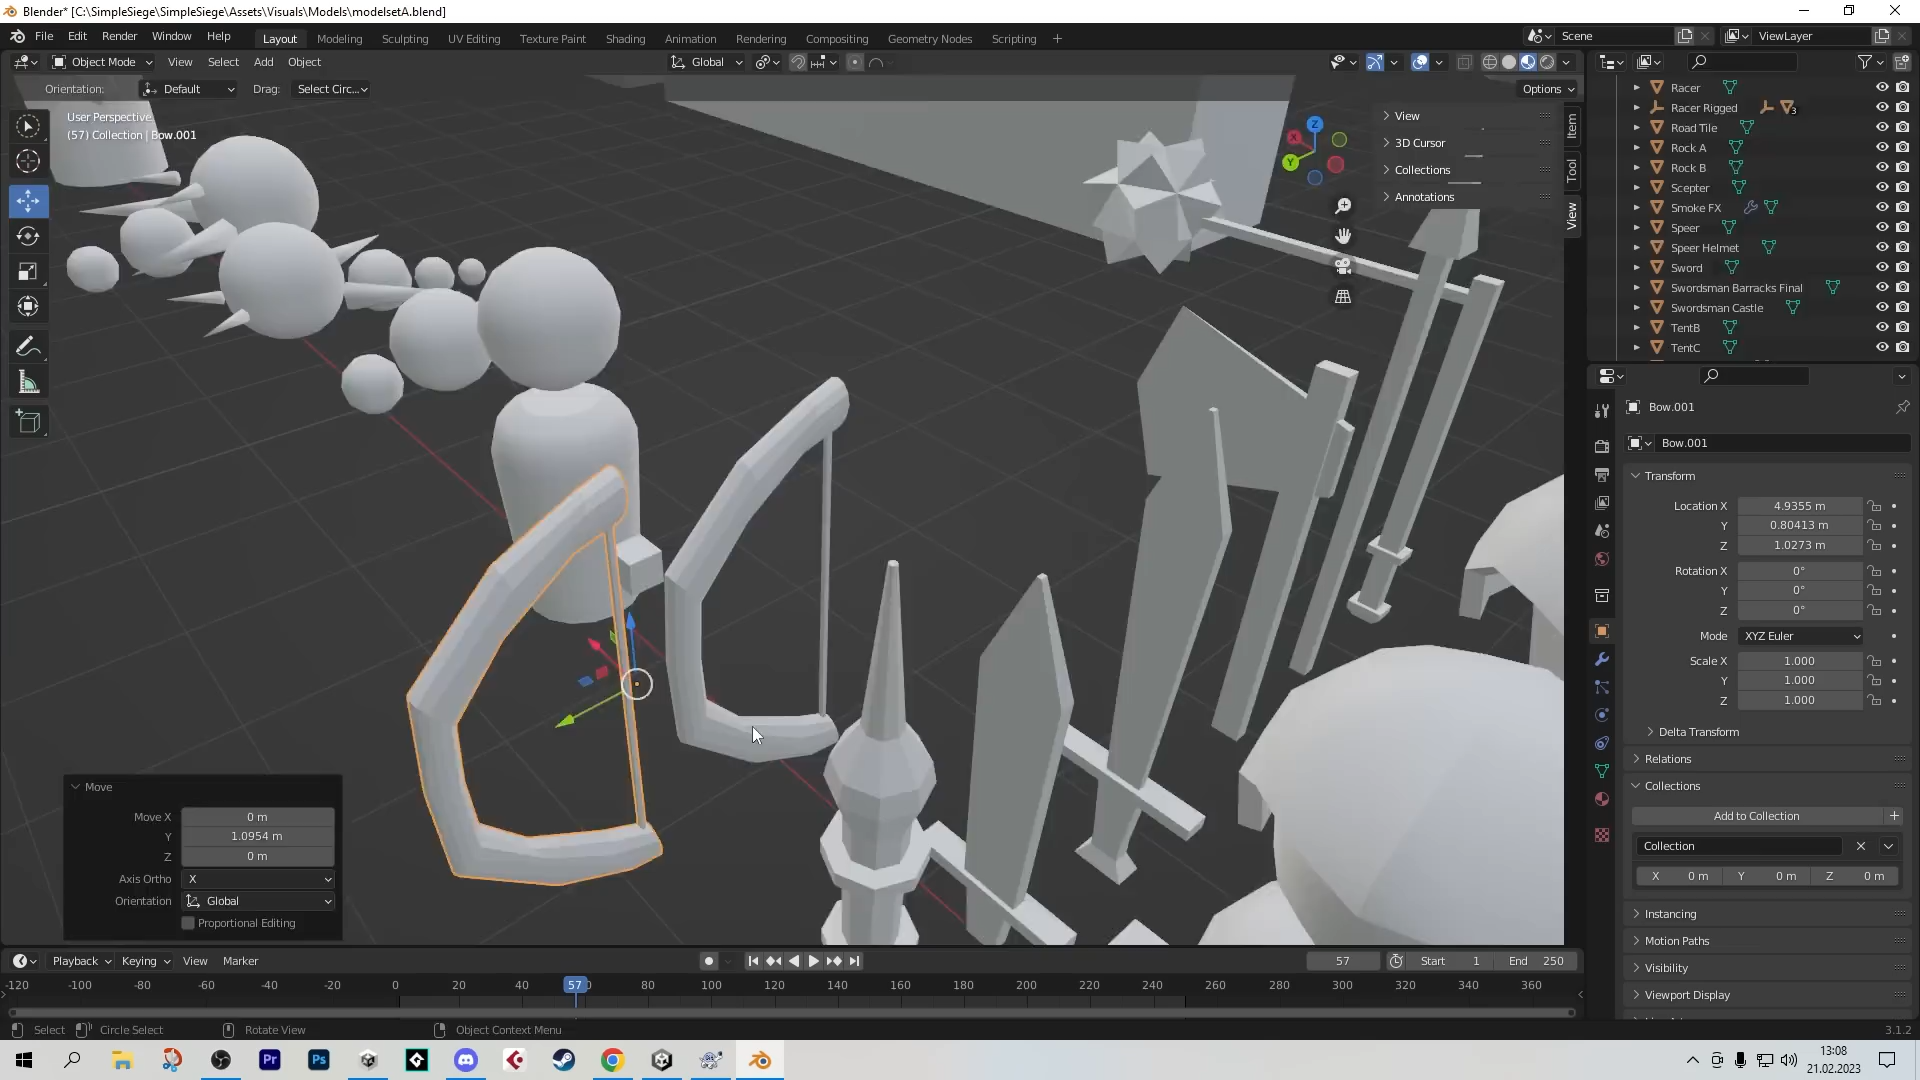 Blender* [C:\SimpleSiege\SimpleSiege\Assets\Visuals\Models\modelsetA.blend]
File Edit Render Window Help
Layout Modeling Sculpting UV Editing Texture Paint Shading Animation Rendering Compositing Geometry Nodes Scripting +
Scene
ViewLayer
Object Mode View Select Add Object
Global
Orientation: Default Drag: Select Circ...
Options
User Perspective
(57) Collection | Bow.001
View
3D Cursor
Collections
Annotations
Item
Tool
View
Z
X
Y
Racer
Racer Rigged 3
Road Tile
Rock A
Rock B
Scepter
Smoke FX
Speer
Speer Helmet
Sword
Swordsman Barracks Final
Swordsman Castle
TentB
TentC
Bow.001
Bow.001
Transform
Location X 4.9355 m
Y 0.80413 m
Z 1.0273 m
Rotation X 0°
Y 0°
Z 0°
Mode XYZ Euler
Scale X 1.000
Y 1.000
Z 1.000
Delta Transform
Relations
Collections
Add to Collection +
Collection
X 0 m Y 0 m Z 0 m
Instancing
Motion Paths
Visibility
Viewport Display
Move
Move X 0 m
Y 1.0954 m
Z 0 m
Axis Ortho X
Orientation Global
Proportional Editing
Playback Keying View Marker
57 Start 1 End 250
-120 -100 -80 -60 -40 -20 0 20 40 57 80 100 120 140 160 180 200 220 240 260 280 300 320 340 360
Select Circle Select Rotate View Object Context Menu
3.1.2
Pr Ps
13:08
21.02.2023